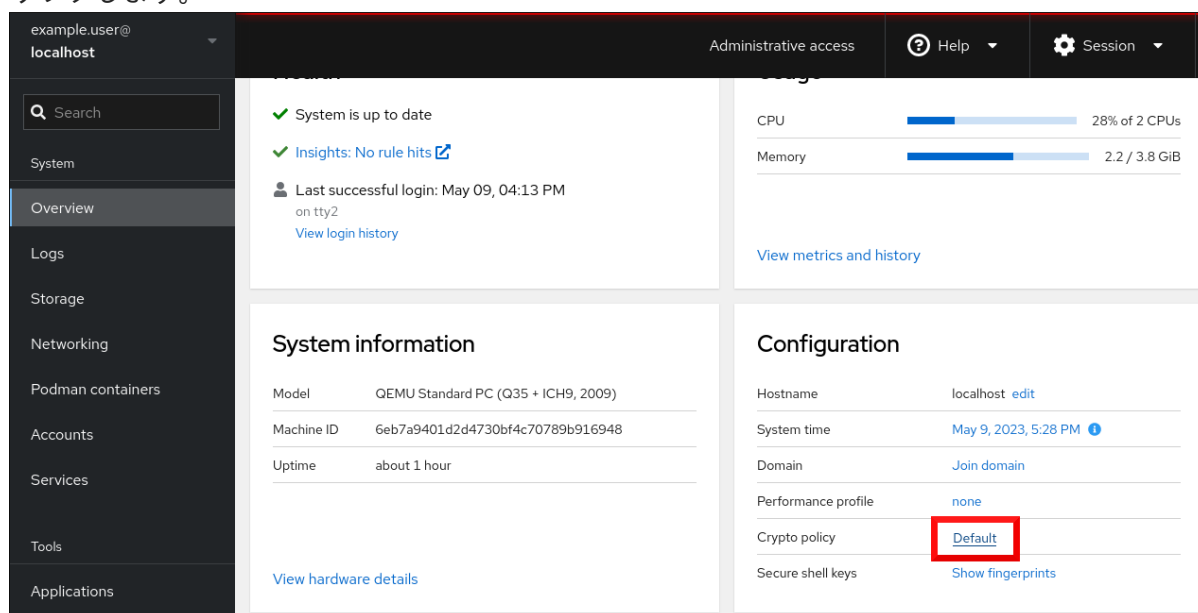 example.user@
localhost
Administrative access
Help
Session
Search
System
Overview
Logs
Storage
Networking
Podman containers
Accounts
Services
Tools
Applications
Health
System is up to date
Insights: No rule hits
Last successful login: May 09, 04:13 PM
on tty2
View login history
Usage
CPU 28% of 2 CPUs
Memory 2.2 / 3.8 GiB
View metrics and history
System information
Model QEMU Standard PC (Q35 + ICH9, 2009)
Machine ID 6eb7a9401d2d4730bf4c70789b916948
Uptime about 1 hour
View hardware details
Configuration
Hostname localhost edit
System time May 9, 2023, 5:28 PM
Domain Join domain
Performance profile none
Crypto policy Default
Secure shell keys Show fingerprints